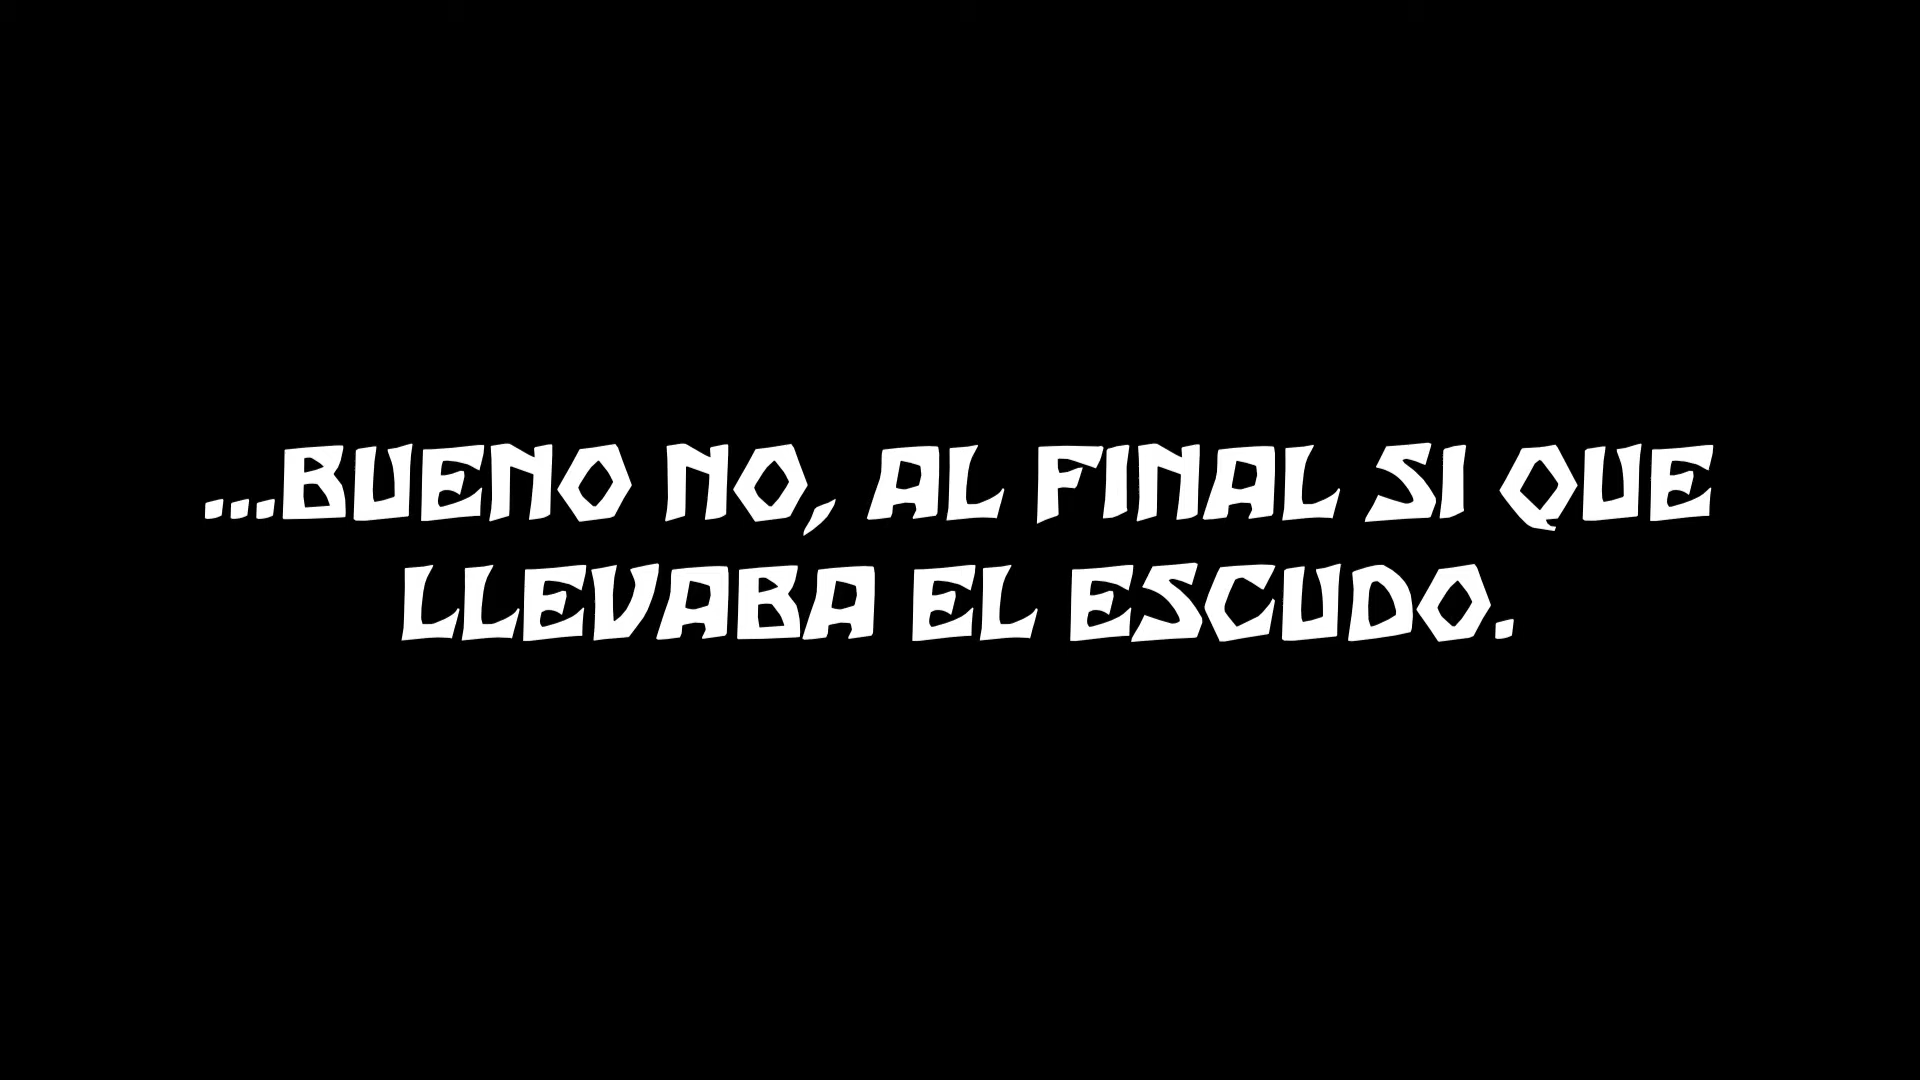 ...BUENO NO, AL FINAL SI QUE
LLEVABA EL ESCUDO.